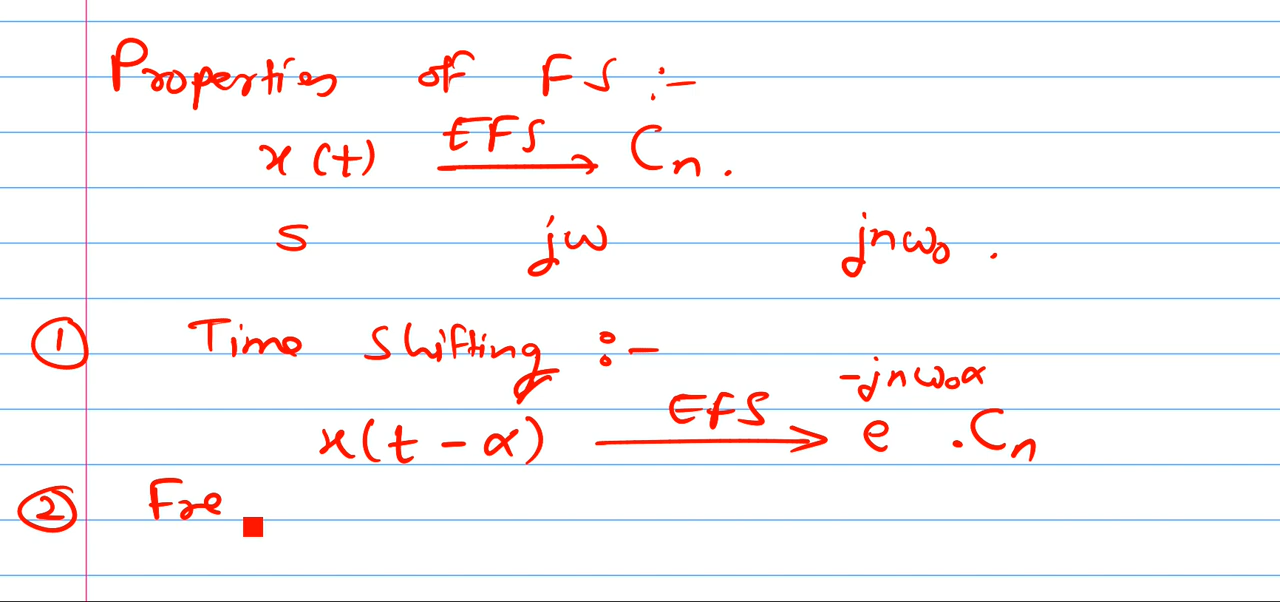 Properties of FS :-
x(t) EFS → Cn.
s jω jnω₀.
① Time Shifting :-
x(t - α) EFS → e^(-jnω₀α) . Cn
② Fre